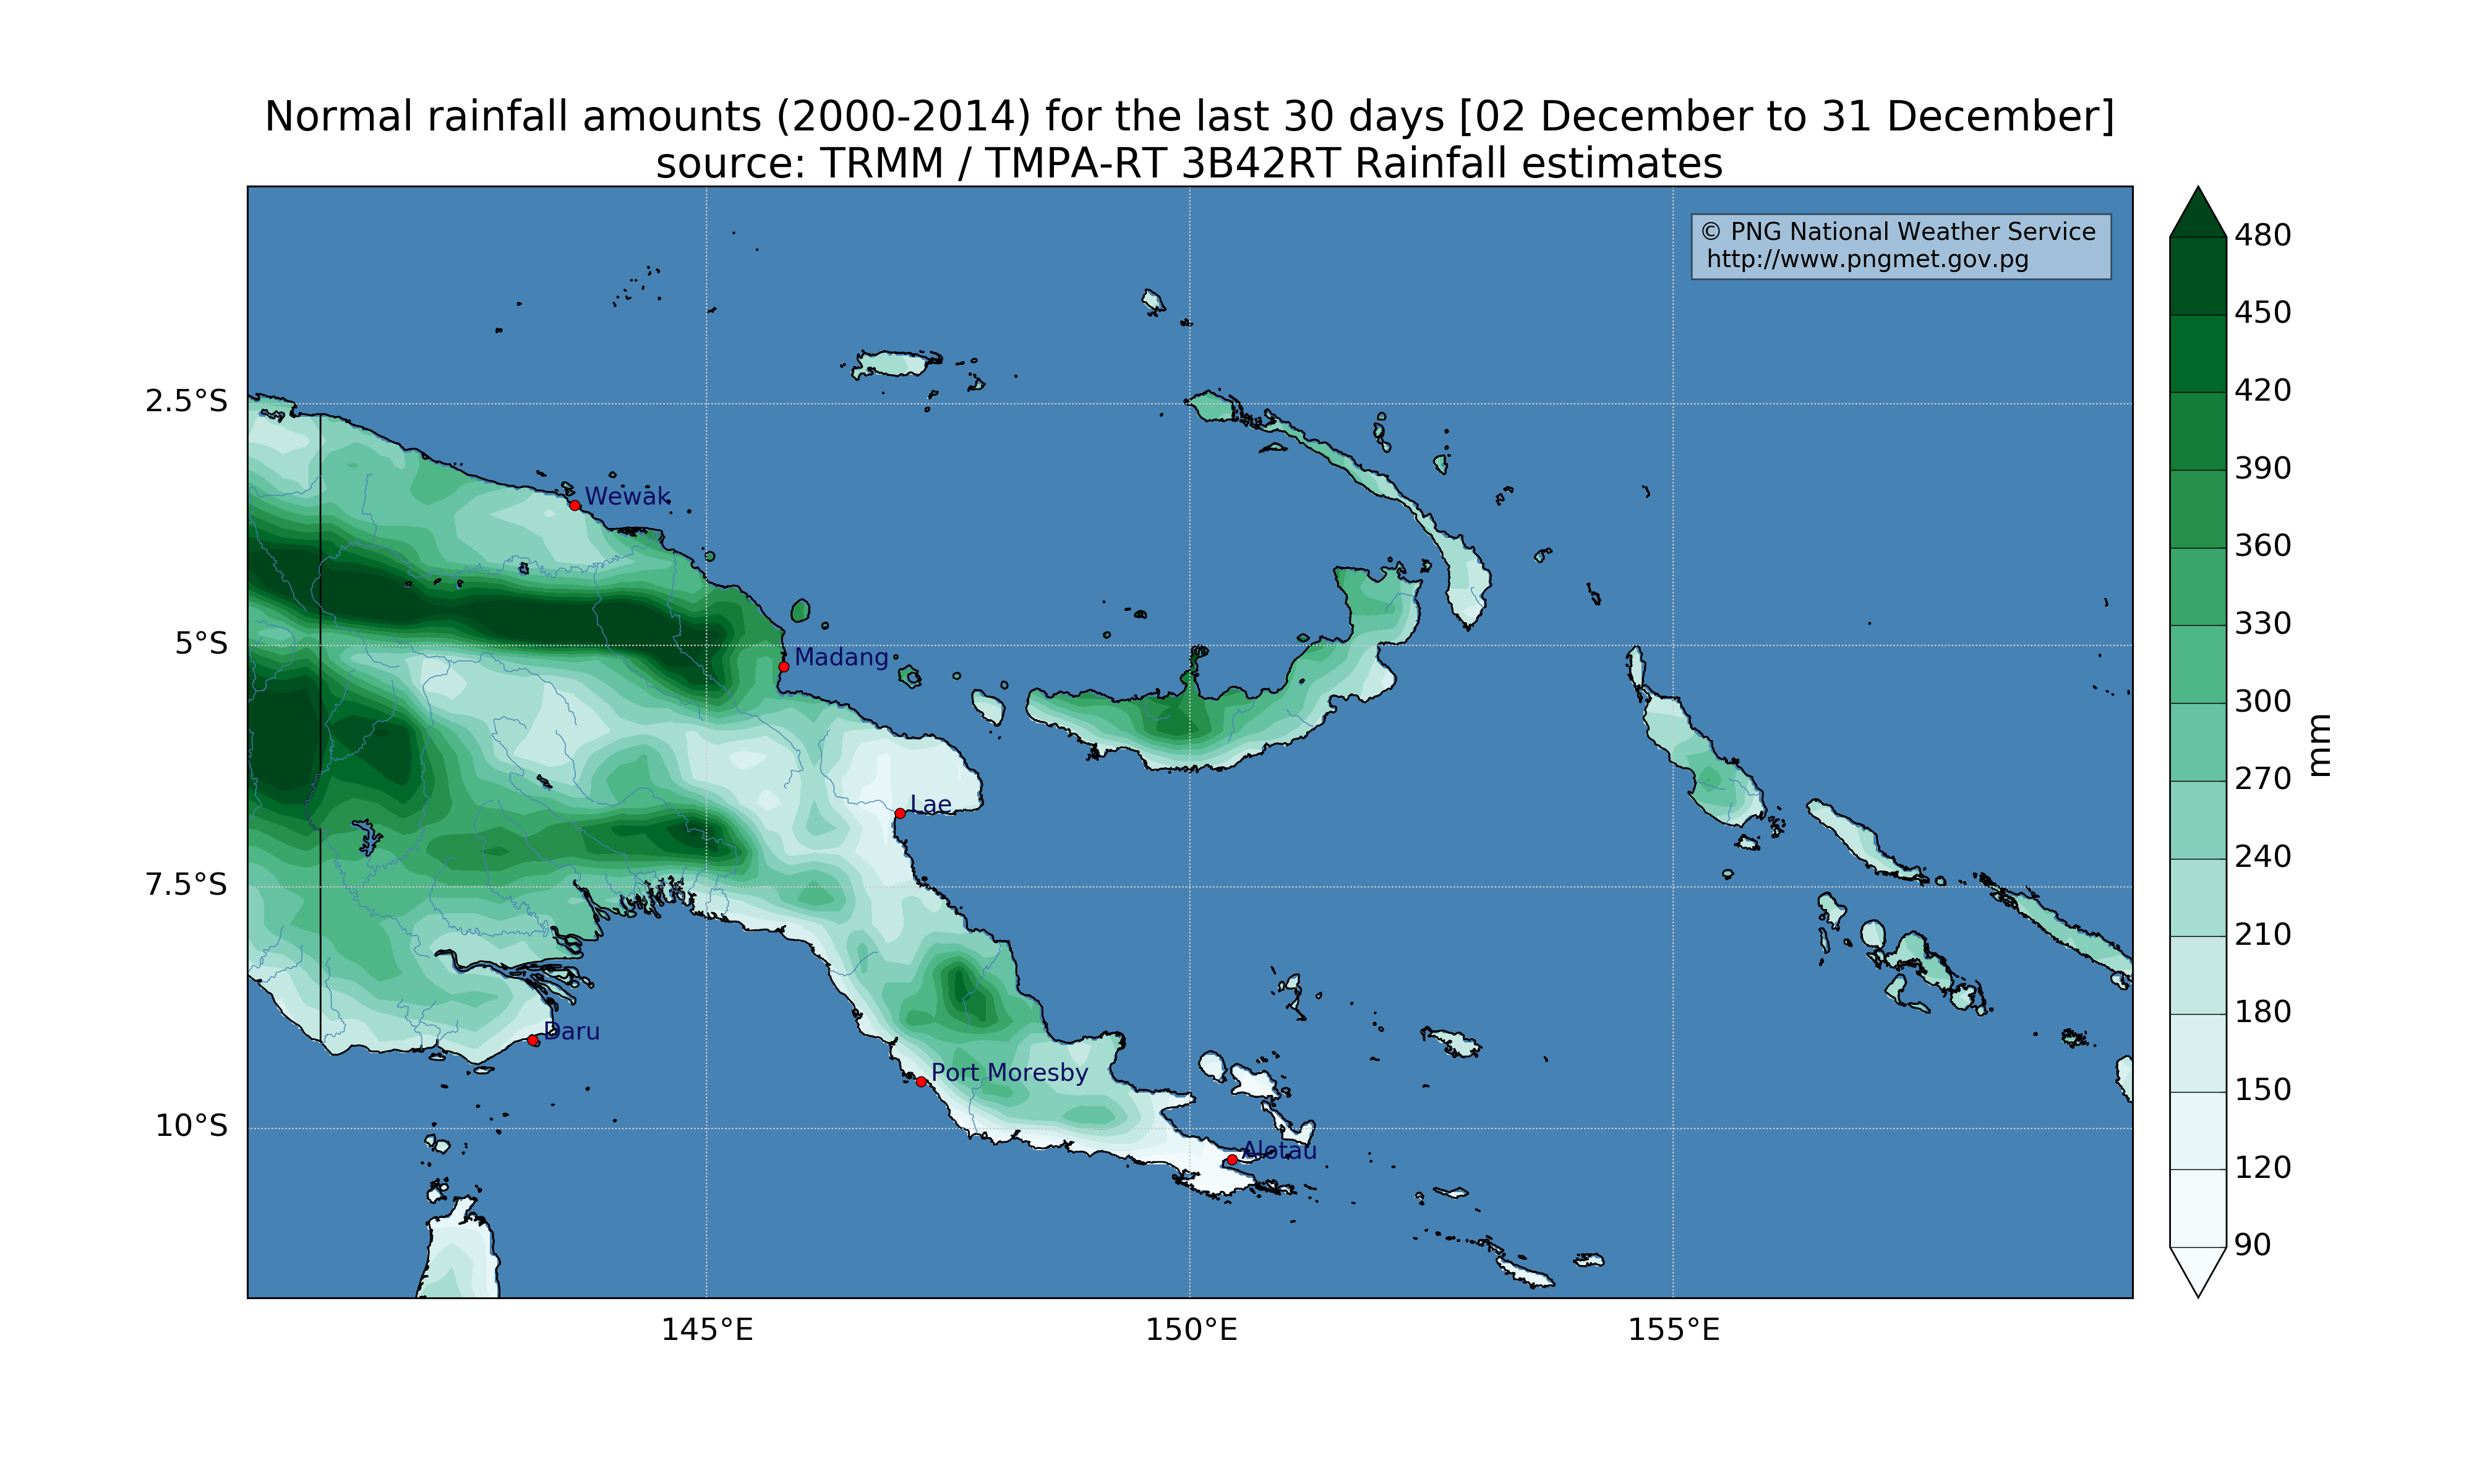 Normal rainfall amounts (2000-2014) for the last 30 days [02 December to 31 December]
source: TRMM / TMPA-RT 3B42RT Rainfall estimates
© PNG National Weather Service
http://www.pngmet.gov.pg
2.5°S
5°S
7.5°S
10°S
145°E
150°E
155°E
Wewak
Madang
Lae
Daru
Port Moresby
Alotau
480
450
420
390
360
330
300
270
240
210
180
150
120
90
mm